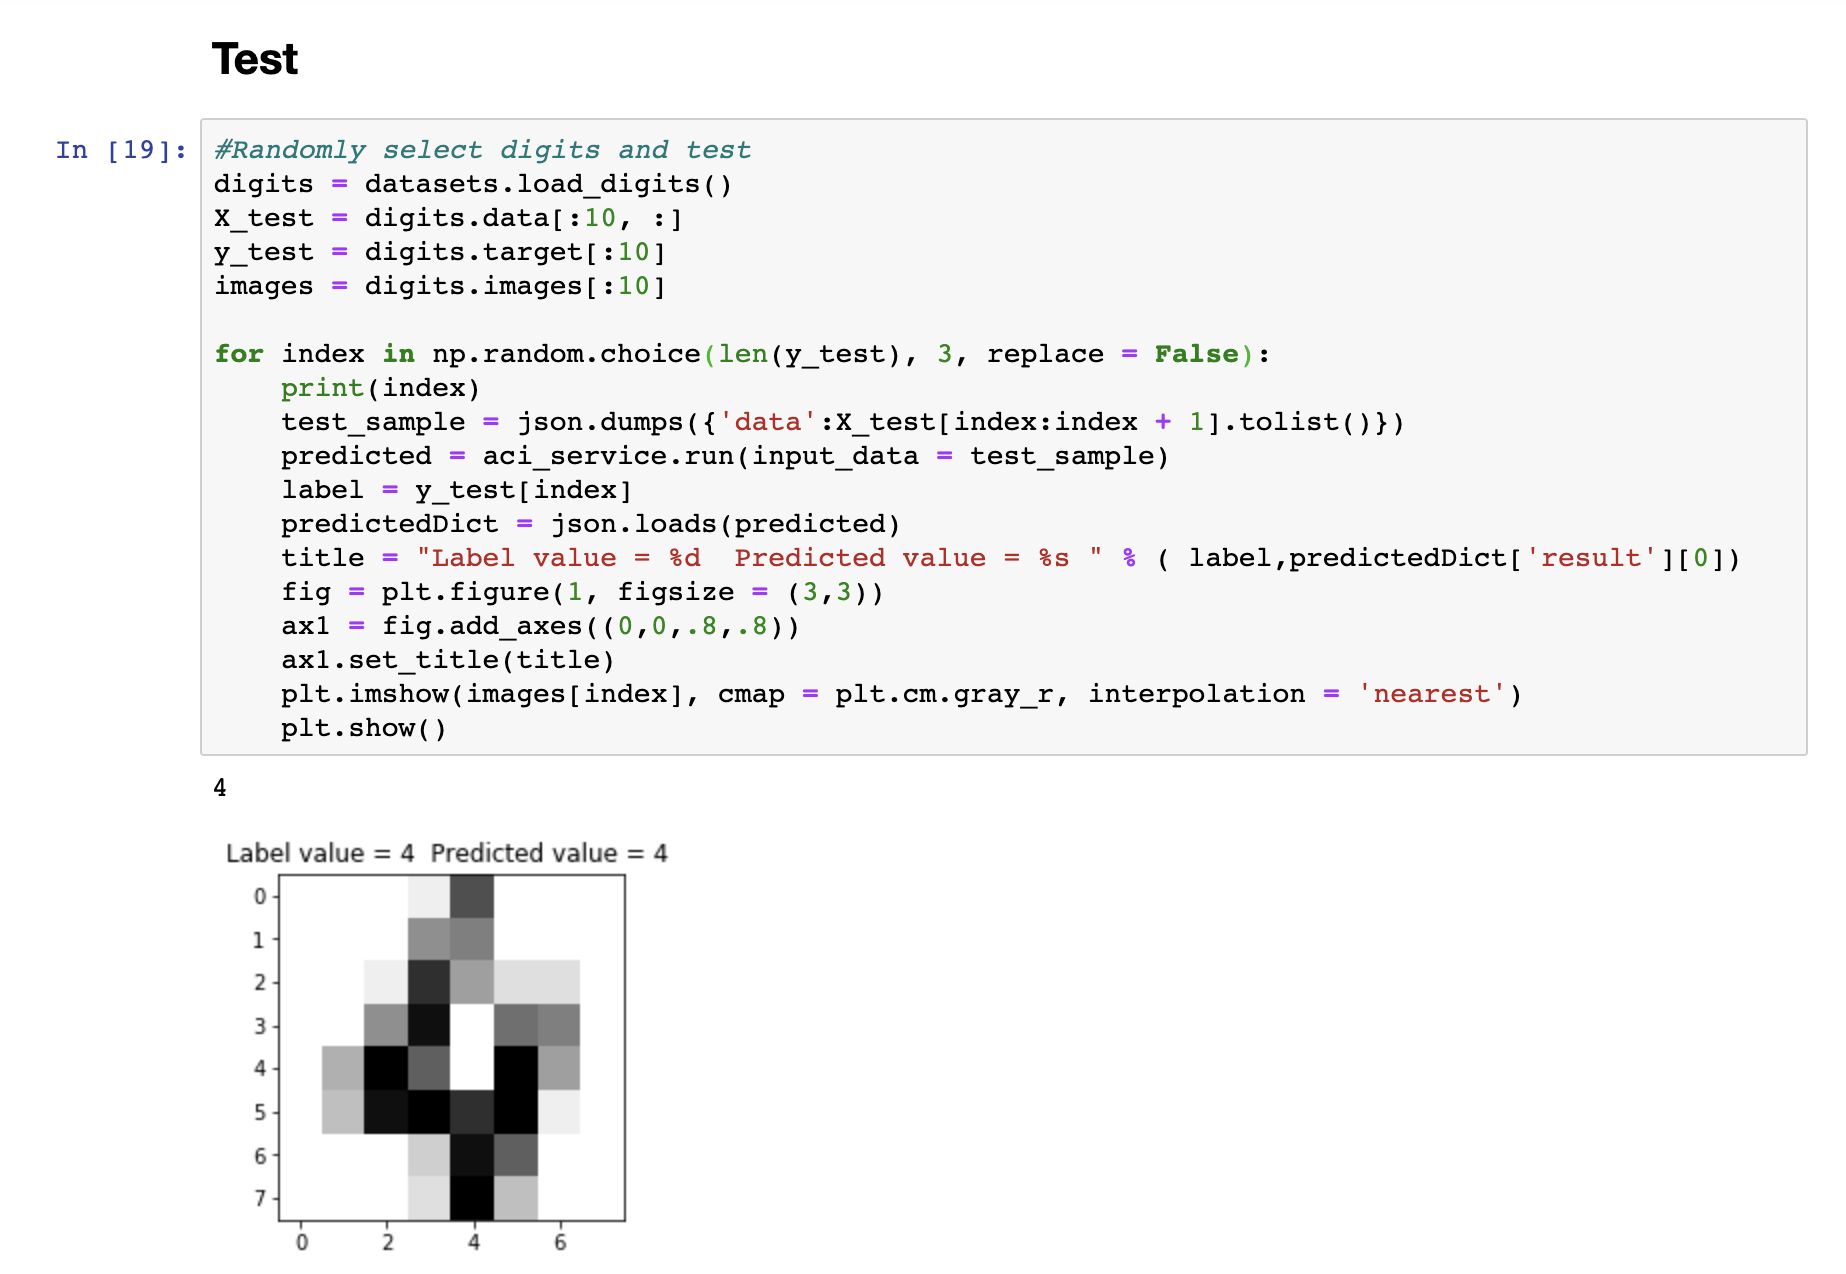 Test
In [19]:
#Randomly select digits and test
digits = datasets.load_digits()
X_test = digits.data[:10, :]
y_test = digits.target[:10]
images = digits.images[:10]
for index in np.random.choice(len(y_test), 3, replace = False):
    print(index)
    test_sample = json.dumps({'data':X_test[index:index + 1].tolist()})
    predicted = aci_service.run(input_data = test_sample)
    label = y_test[index]
    predictedDict = json.loads(predicted)
    title = "Label value = %d  Predicted value = %s " % ( label,predictedDict['result'][0])
    fig = plt.figure(1, figsize = (3,3))
    ax1 = fig.add_axes((0,0,.8,.8))
    ax1.set_title(title)
    plt.imshow(images[index], cmap = plt.cm.gray_r, interpolation = 'nearest')
    plt.show()
4
Label value = 4  Predicted value = 4
0
1
2
3
4
5
6
7
0 2 4 6